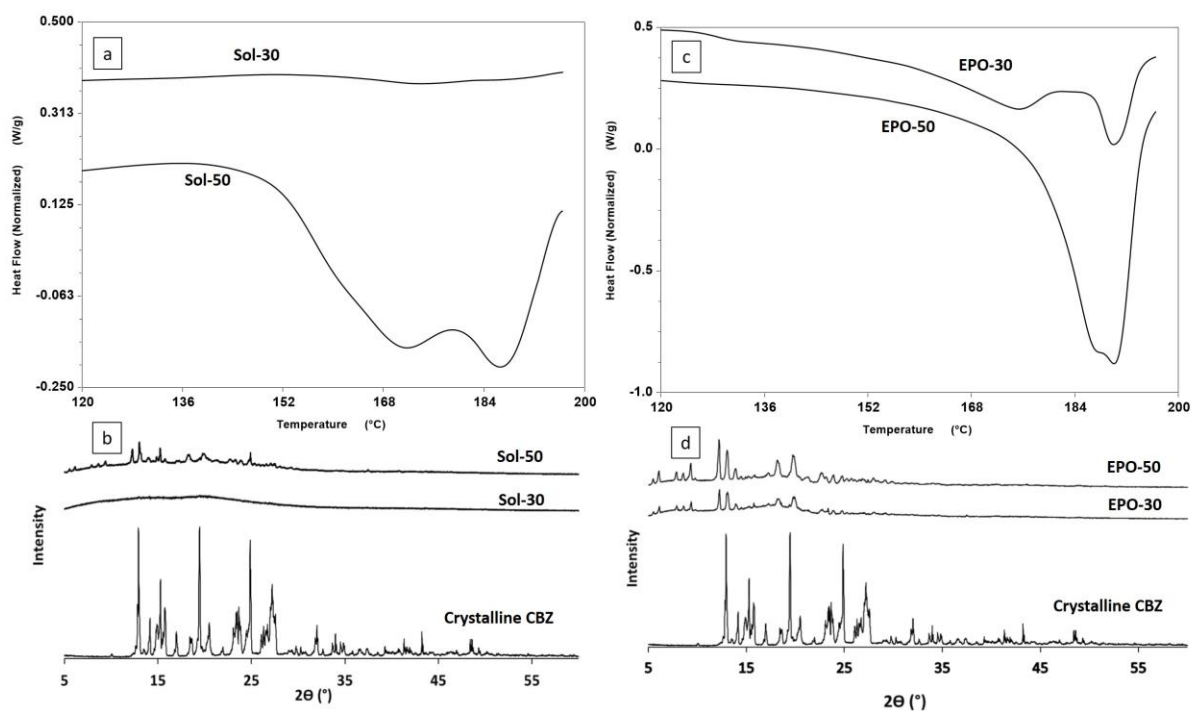 a
0.500
0.313
0.125
-0.063
-0.250
Heat Flow (Normalized) (W/g)
Sol-30
Sol-50
120 136 152 168 184 200
Temperature (°C)
c
0.5
0.0
-0.5
-1.0
Heat Flow (Normalized) (W/g)
EPO-30
EPO-50
120 136 152 168 184 200
Temperature (°C)
b
Intensity
Sol-50
Sol-30
Crystalline CBZ
5 15 25 35 45 55
2Θ (°)
d
EPO-50
EPO-30
Crystalline CBZ
5 15 25 35 45 55
2Θ (°)